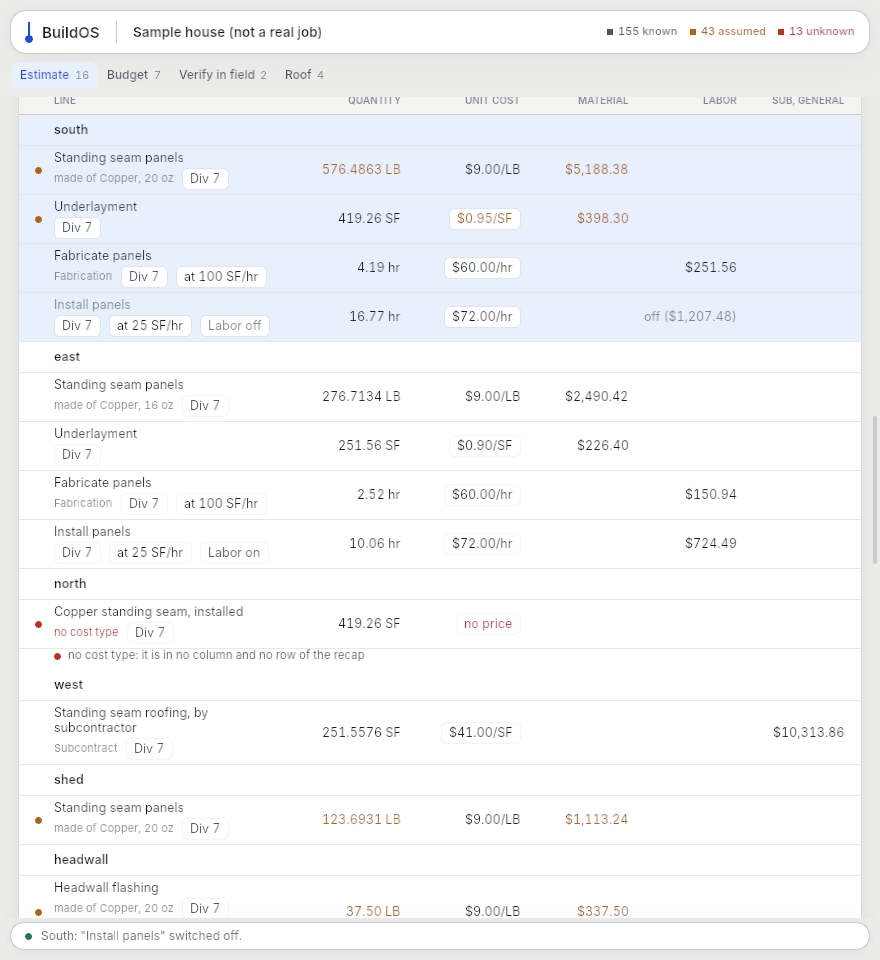 BuildOS Sample house (not a real job) 155 known 43 assumed 13 unknown
Estimate 16 Budget 7 Verify in field 2 Roof 4
LINE QUANTITY UNIT COST MATERIAL LABOR SUB, GENERAL
south
Standing seam panels
made of Copper, 20 oz Div 7 576.4863 LB $9.00/LB $5,188.38
Underlayment
Div 7 419.26 SF $0.95/SF $398.30
Fabricate panels
Fabrication Div 7 at 100 SF/hr 4.19 hr $60.00/hr $251.56
Install panels
Div 7 at 25 SF/hr Labor off 16.77 hr $72.00/hr off ($1,207.48)
east
Standing seam panels
made of Copper, 16 oz Div 7 276.7134 LB $9.00/LB $2,490.42
Underlayment
Div 7 251.56 SF $0.90/SF $226.40
Fabricate panels
Fabrication Div 7 at 100 SF/hr 2.52 hr $60.00/hr $150.94
Install panels
Div 7 at 25 SF/hr Labor on 10.06 hr $72.00/hr $724.49
north
Copper standing seam, installed
no cost type Div 7 419.26 SF no price
no cost type: it is in no column and no row of the recap
west
Standing seam roofing, by
subcontractor
Subcontract Div 7 251.5576 SF $41.00/SF $10,313.86
shed
Standing seam panels
made of Copper, 20 oz Div 7 123.6931 LB $9.00/LB $1,113.24
headwall
Headwall flashing
made of Copper, 20 oz Div 7 37.50 LB $9.00/LB $337.50
South: "Install panels" switched off.